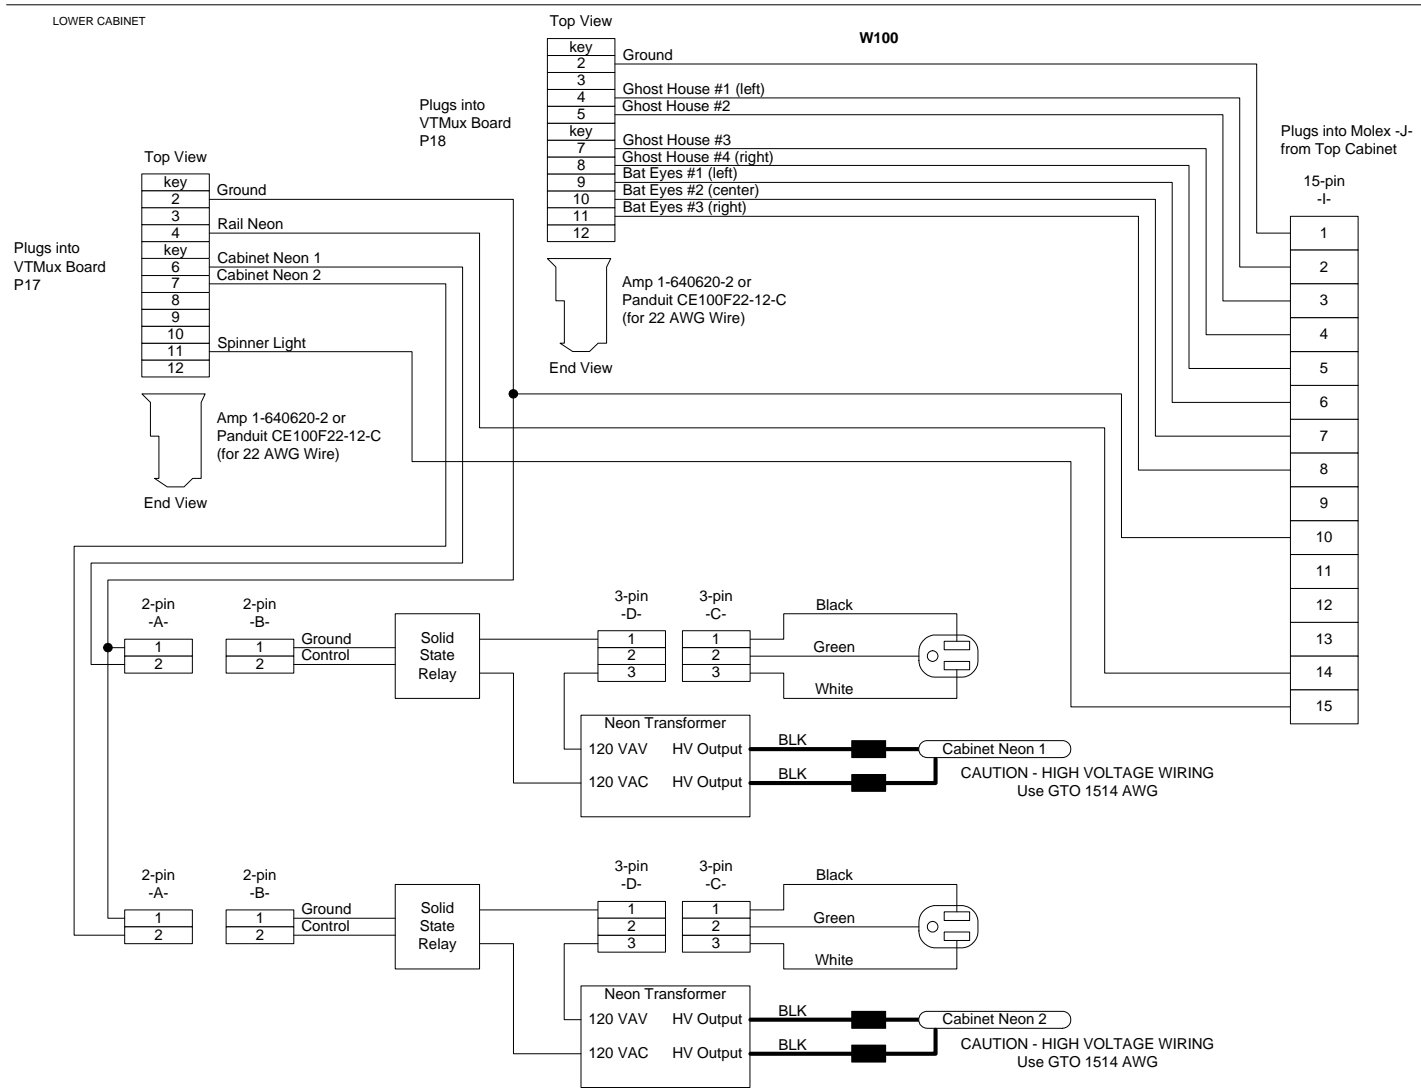 LOWER CABINET
W100
Top View
Plugs into
VTMux Board
P18
key
2
3
4
5
key
7
8
9
10
11
12
Ground
Ghost House #1 (left)
Ghost House #2
Ghost House #3
Ghost House #4 (right)
Bat Eyes #1 (left)
Bat Eyes #2 (center)
Bat Eyes #3 (right)
Amp 1-640620-2 or
Panduit CE100F22-12-C
(for 22 AWG Wire)
End View
Top View
Plugs into
VTMux Board
P17
key
2
3
4
key
6
7
8
9
10
11
12
Ground
Rail Neon
Cabinet Neon 1
Cabinet Neon 2
Spinner Light
Amp 1-640620-2 or
Panduit CE100F22-12-C
(for 22 AWG Wire)
End View
Plugs into Molex -J-
from Top Cabinet
15-pin
-I-
1
2
3
4
5
6
7
8
9
10
11
12
13
14
15
2-pin
-A-
1
2
2-pin
-B-
1
2
Ground
Control
Solid
State
Relay
3-pin
-D-
1
2
3
3-pin
-C-
1
2
3
Black
Green
White
Neon Transformer
120 VAV
HV Output
120 VAC
HV Output
BLK
BLK
Cabinet Neon 1
CAUTION - HIGH VOLTAGE WIRING
Use GTO 1514 AWG
2-pin
-A-
1
2
2-pin
-B-
1
2
Ground
Control
Solid
State
Relay
3-pin
-D-
1
2
3
3-pin
-C-
1
2
3
Black
Green
White
Neon Transformer
120 VAV
HV Output
120 VAC
HV Output
BLK
BLK
Cabinet Neon 2
CAUTION - HIGH VOLTAGE WIRING
Use GTO 1514 AWG